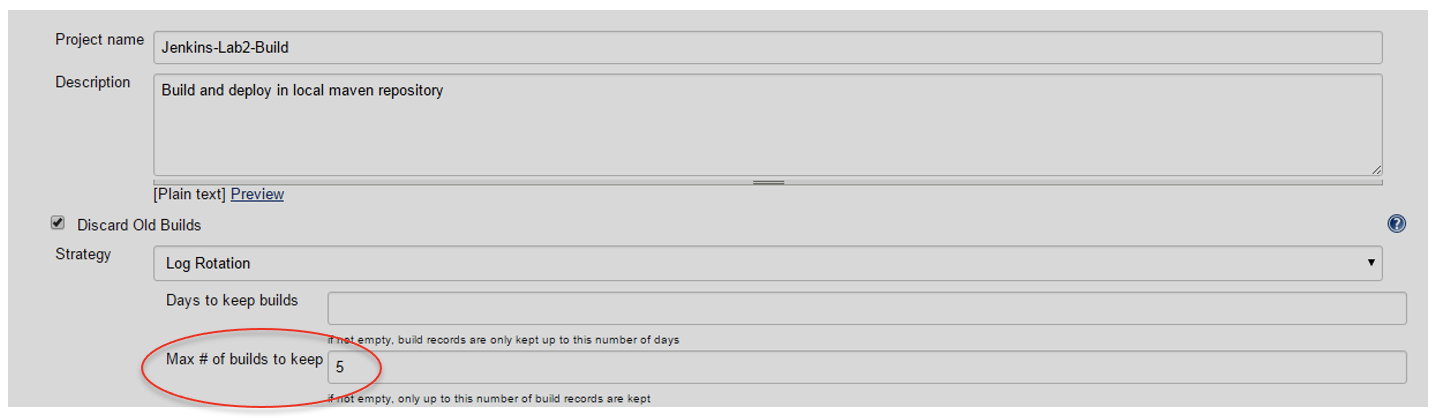 Project name
Jenkins-Lab2-Build
Description
Build and deploy in local maven repository
[Plain text] Preview
Discard Old Builds
?
Strategy
Log Rotation
Days to keep builds
if not empty, build records are only kept up to this number of days
Max # of builds to keep
5
if not empty, only up to this number of build records are kept